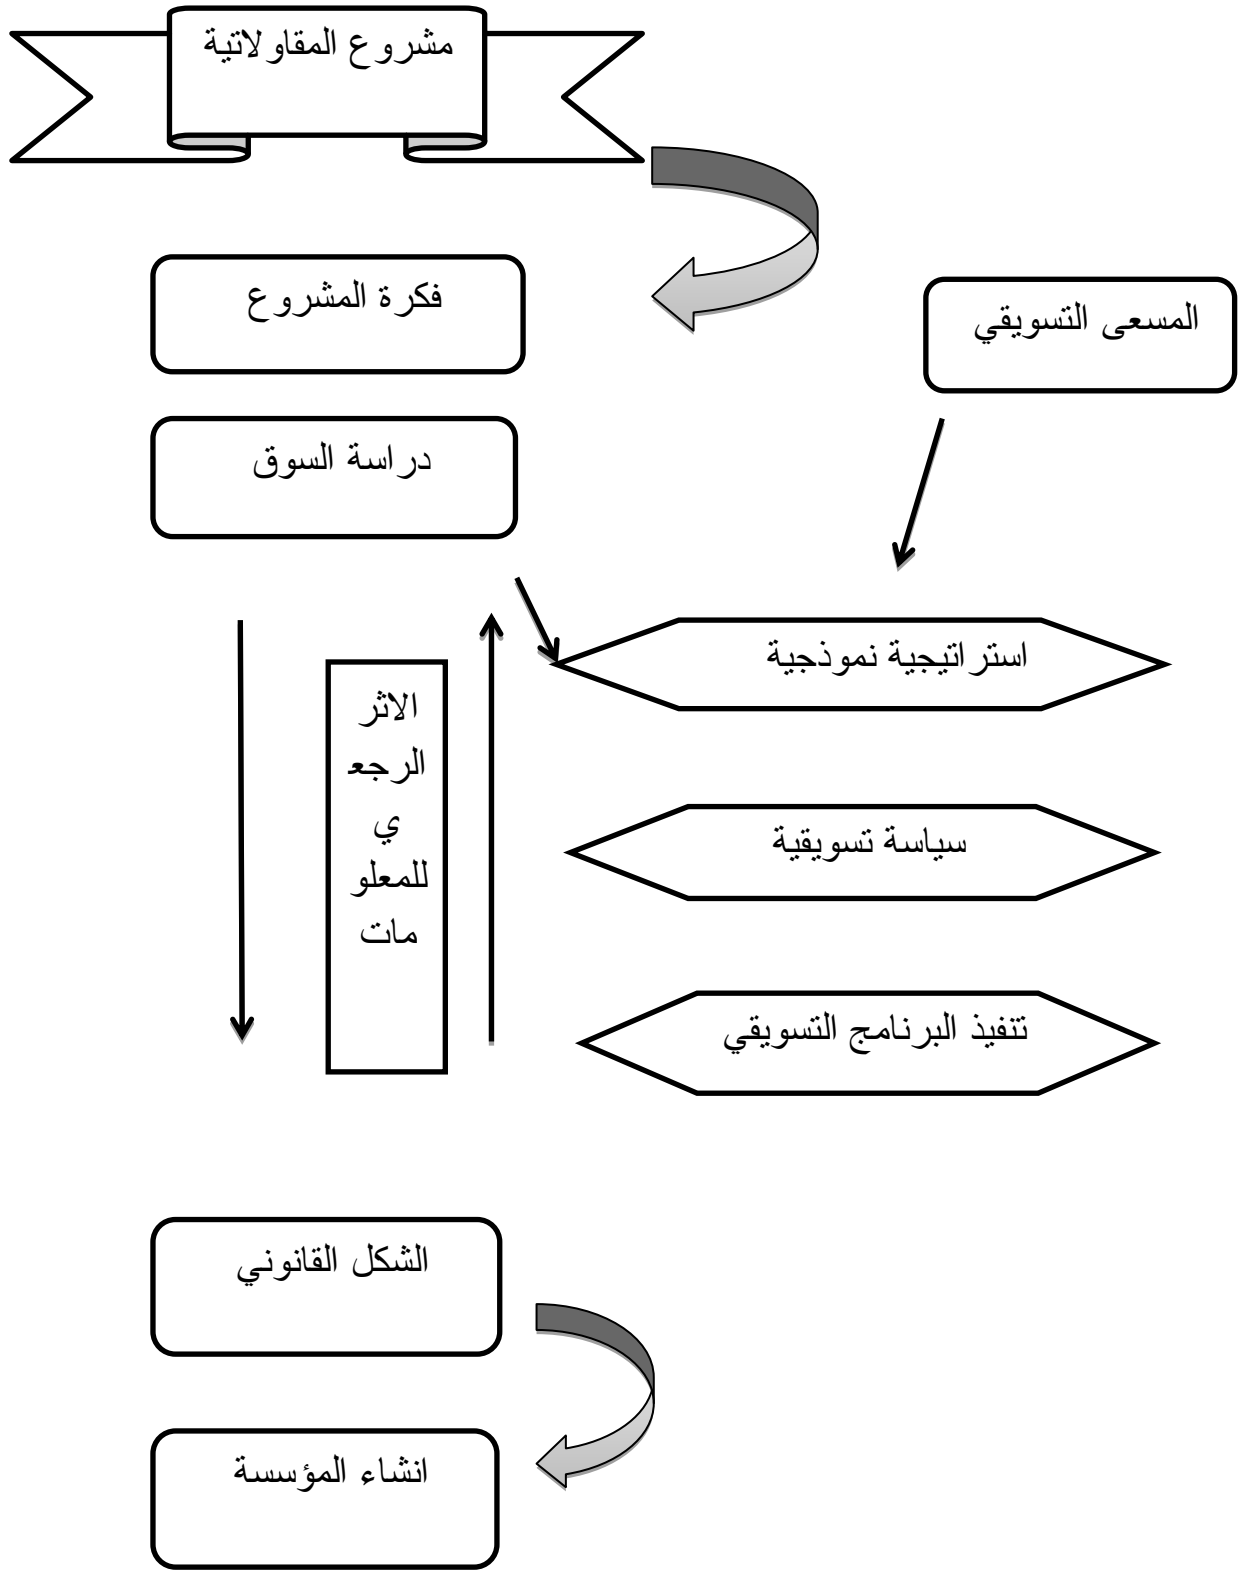 مشروع المقاولاتية
فكرة المشروع
المسعى التسويقي
دراسة السوق
استراتيجية نموذجية
الاثر
الرجع
ي
للمعلو
مات
سياسة تسويقية
تنفيذ البرنامج التسويقي
الشكل القانوني
انشاء المؤسسة